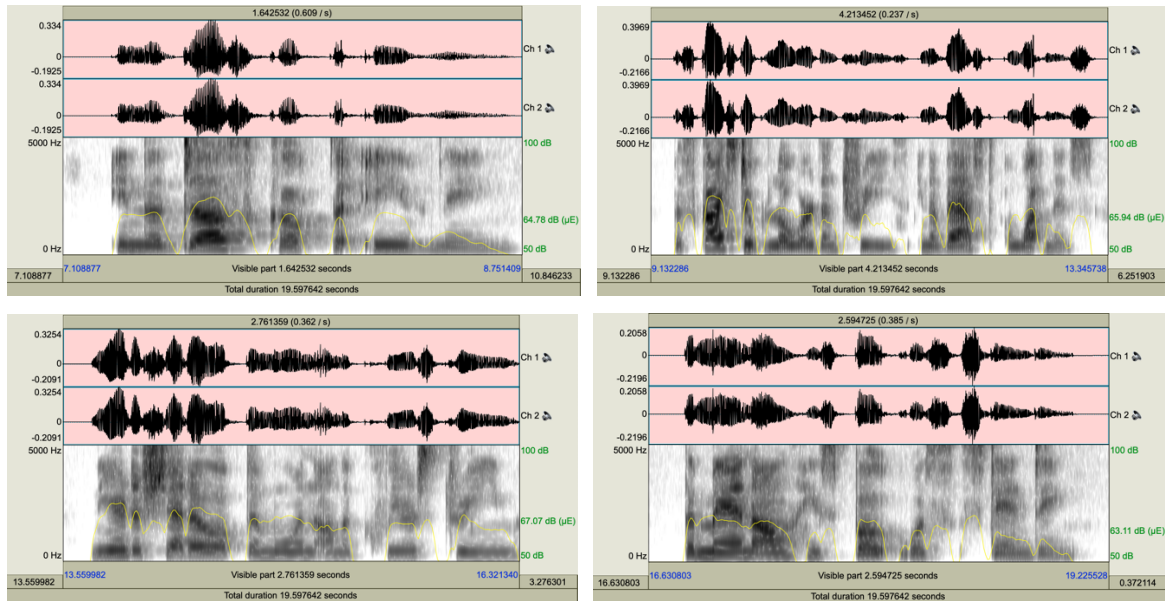 1.642532 (0.609 / s)
0.334
0
-0.1925
Ch 1
0.334
0
-0.1925
Ch 2
5000 Hz
100 dB
64.78 dB (µE)
0 Hz
50 dB
7.108877
8.751409
7.108877
Visible part 1.642532 seconds
10.846233
Total duration 19.597642 seconds
4.213452 (0.237 / s)
0.3969
0
-0.2166
Ch 1
0.3969
0
-0.2166
Ch 2
5000 Hz
100 dB
65.94 dB (µE)
0 Hz
50 dB
9.132286
13.345738
9.132286
Visible part 4.213452 seconds
6.251903
Total duration 19.597642 seconds
2.761359 (0.362 / s)
0.3254
0
-0.2091
Ch 1
0.3254
0
-0.2091
Ch 2
5000 Hz
100 dB
67.07 dB (µE)
0 Hz
50 dB
13.559982
16.321340
13.559982
Visible part 2.761359 seconds
3.276301
Total duration 19.597642 seconds
2.594725 (0.385 / s)
0.2058
0
-0.2196
Ch 1
0.2058
0
-0.2196
Ch 2
5000 Hz
100 dB
63.11 dB (µE)
0 Hz
50 dB
16.630803
19.225528
16.630803
Visible part 2.594725 seconds
0.372114
Total duration 19.597642 seconds